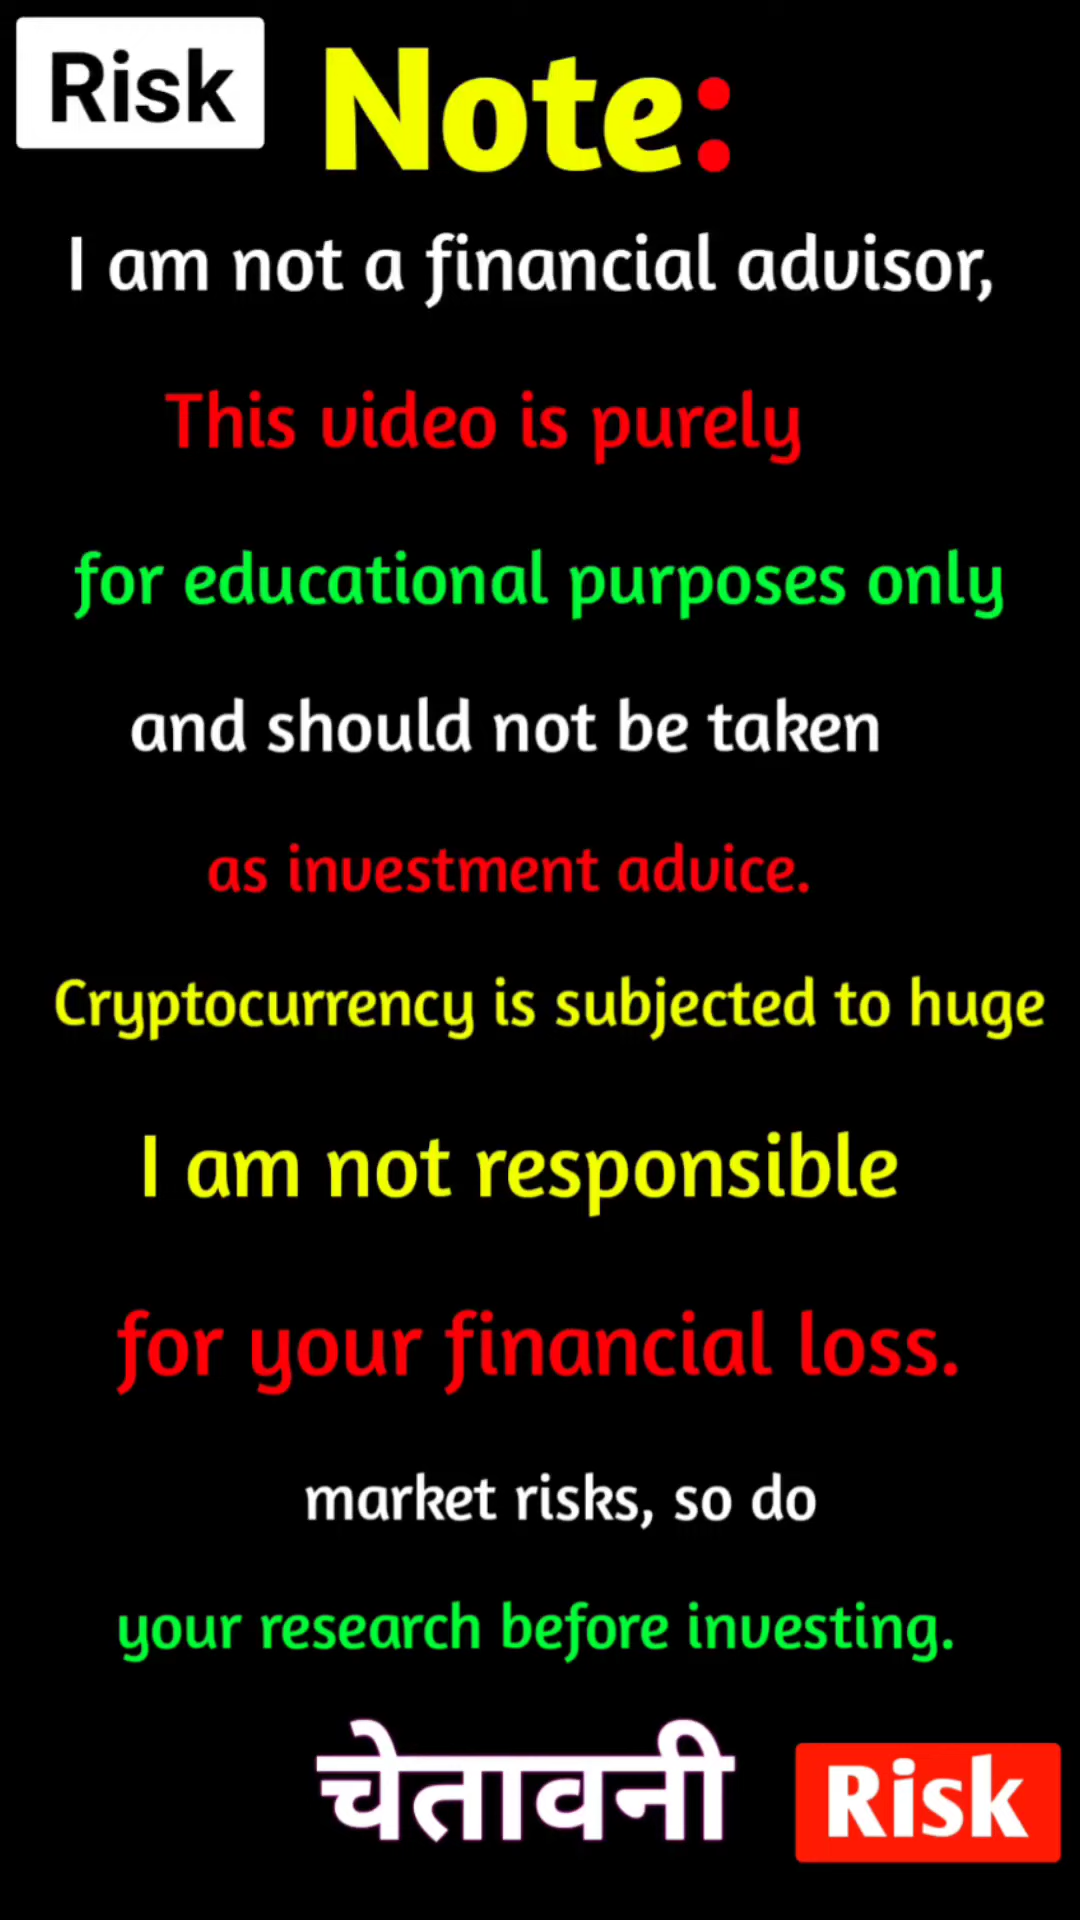 Risk
Note:
I am not a financial advisor,
This video is purely
for educational purposes only
and should not be taken
as investment advice.
Cryptocurrency is subjected to huge
I am not responsible
for your financial loss.
market risks, so do
your research before investing.
चेतावनी
Risk